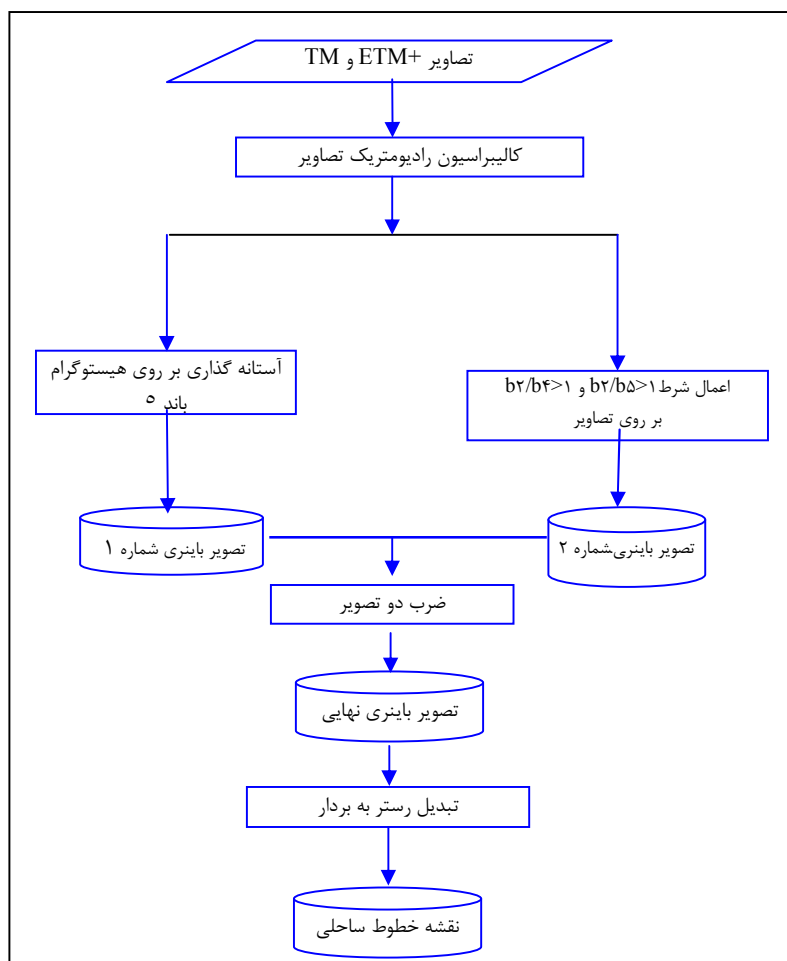 تصاویر ETM+ و TM
کالیبراسیون رادیومتریک تصاویر
آستانه گذاری بر روی هیستوگرام
باند ۵
اعمال شرط b۲/b۵>۱ و b۲/b۴>۱
بر روی تصاویر
تصویر باینری شماره ۱
تصویر باینری شماره ۲
ضرب دو تصویر
تصویر باینری نهایی
تبدیل رستر به بردار
نقشه خطوط ساحلی